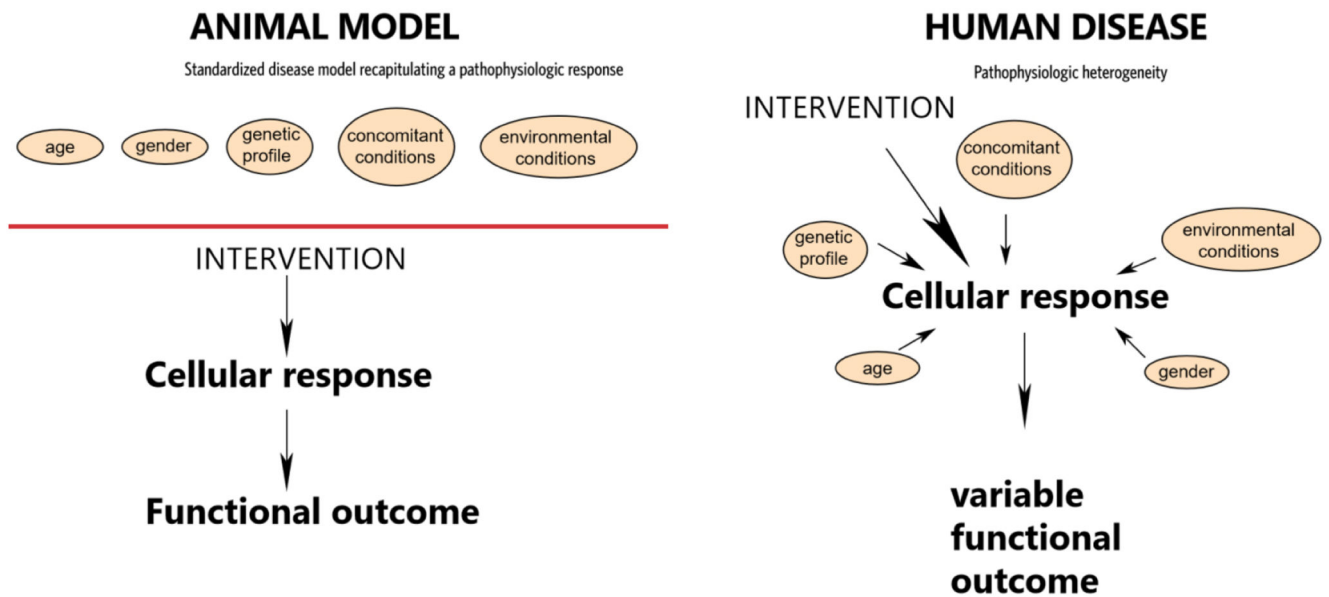 ANIMAL MODEL
Standardized disease model recapitulating a pathophysiologic response
age
gender
genetic
profile
concomitant
conditions
environmental
conditions
INTERVENTION
Cellular response
Functional outcome
HUMAN DISEASE
Pathophysiologic heterogeneity
INTERVENTION
concomitant
conditions
genetic
profile
environmental
conditions
Cellular response
age
gender
variable
functional
outcome